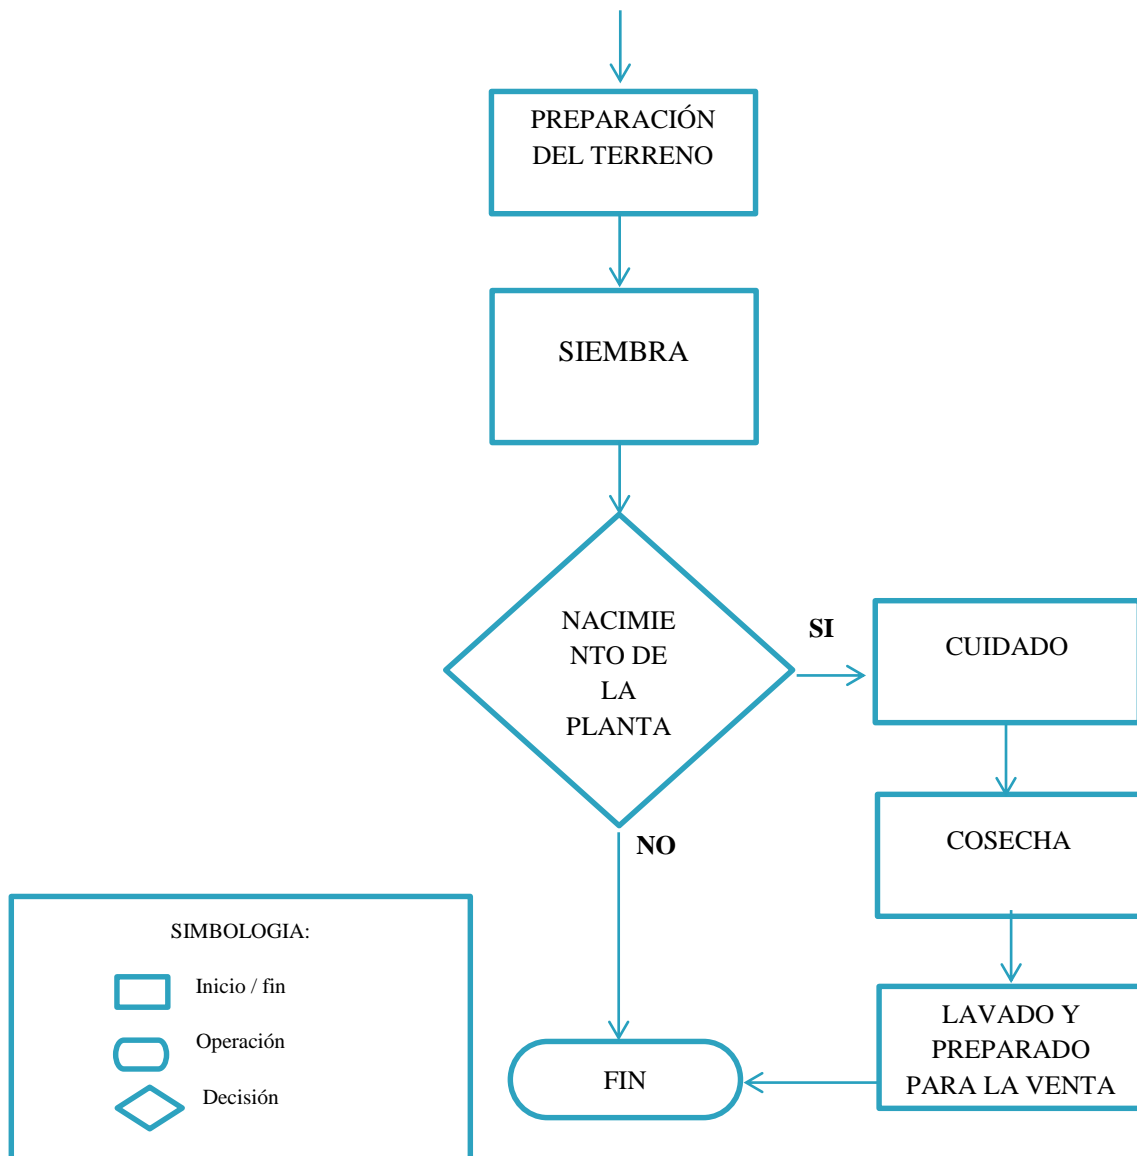 PREPARACIÓN
DEL TERRENO
SIEMBRA
NACIMIE
NTO DE
LA
PLANTA
SI
CUIDADO
COSECHA
NO
LAVADO Y
PREPARADO
PARA LA VENTA
FIN
SIMBOLOGIA:
Inicio / fin
Operación
Decisión